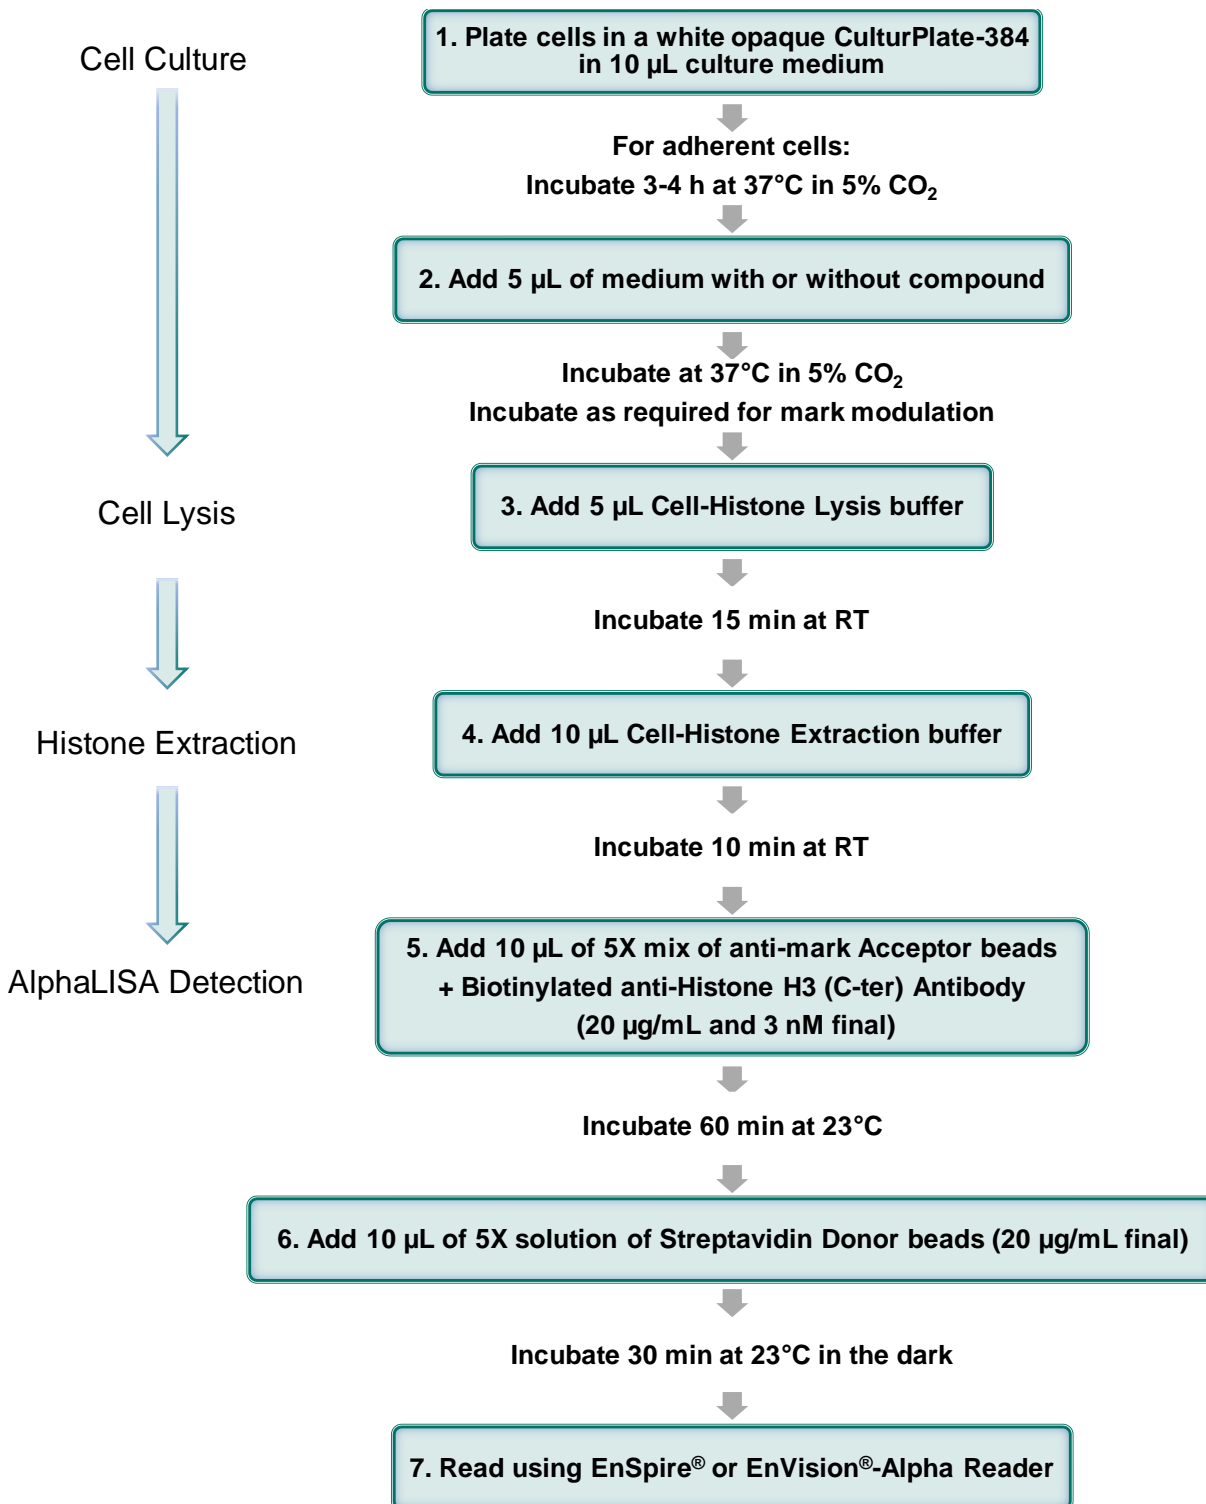 Cell Culture
1. Plate cells in a white opaque CulturPlate-384
in 10 µL culture medium
For adherent cells:
Incubate 3-4 h at 37°C in 5% CO₂
2. Add 5 µL of medium with or without compound
Incubate at 37°C in 5% CO₂
Incubate as required for mark modulation
Cell Lysis
3. Add 5 µL Cell-Histone Lysis buffer
Incubate 15 min at RT
Histone Extraction
4. Add 10 µL Cell-Histone Extraction buffer
Incubate 10 min at RT
AlphaLISA Detection
5. Add 10 µL of 5X mix of anti-mark Acceptor beads
+ Biotinylated anti-Histone H3 (C-ter) Antibody
(20 µg/mL and 3 nM final)
Incubate 60 min at 23°C
6. Add 10 µL of 5X solution of Streptavidin Donor beads (20 µg/mL final)
Incubate 30 min at 23°C in the dark
7. Read using EnSpire® or EnVision®-Alpha Reader